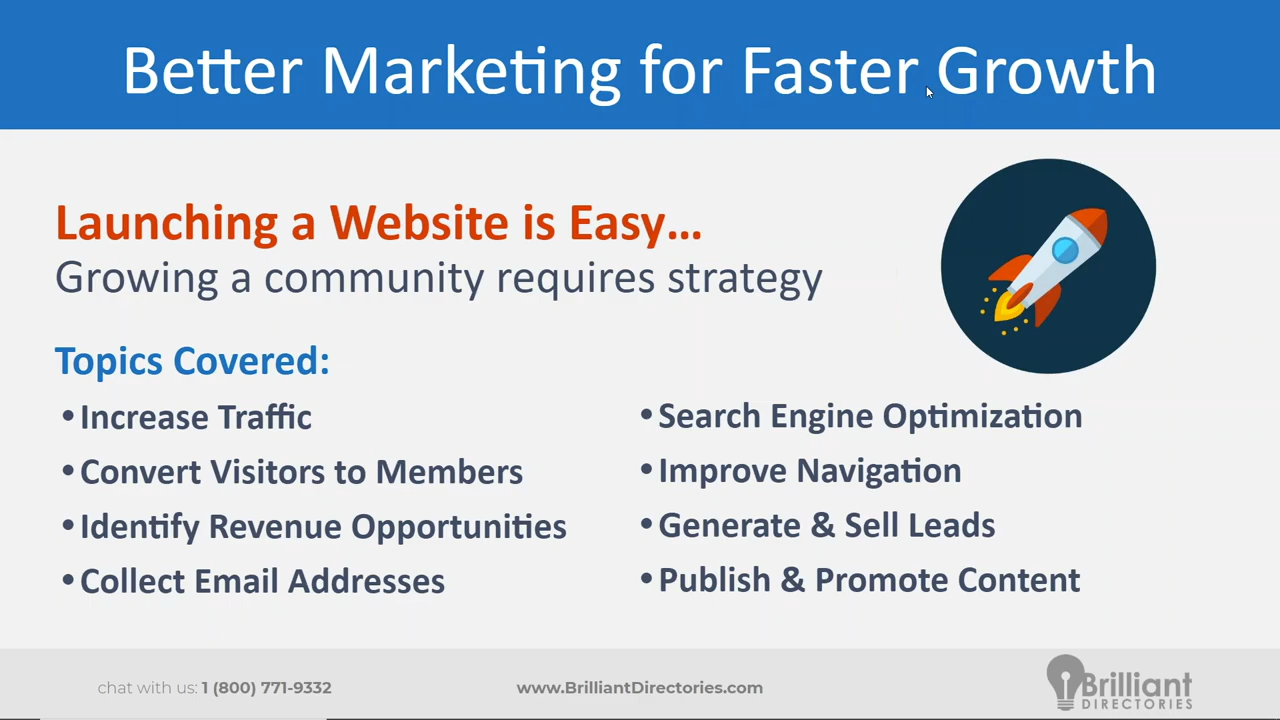 Better Marketing for Faster Growth
Launching a Website is Easy...
Growing a community requires strategy
Topics Covered:
• Increase Traffic
• Convert Visitors to Members
• Identify Revenue Opportunities
• Collect Email Addresses
• Search Engine Optimization
• Improve Navigation
• Generate & Sell Leads
• Publish & Promote Content
chat with us: 1 (800) 771-9332
www.BrilliantDirectories.com
Brilliant
DIRECTORIES